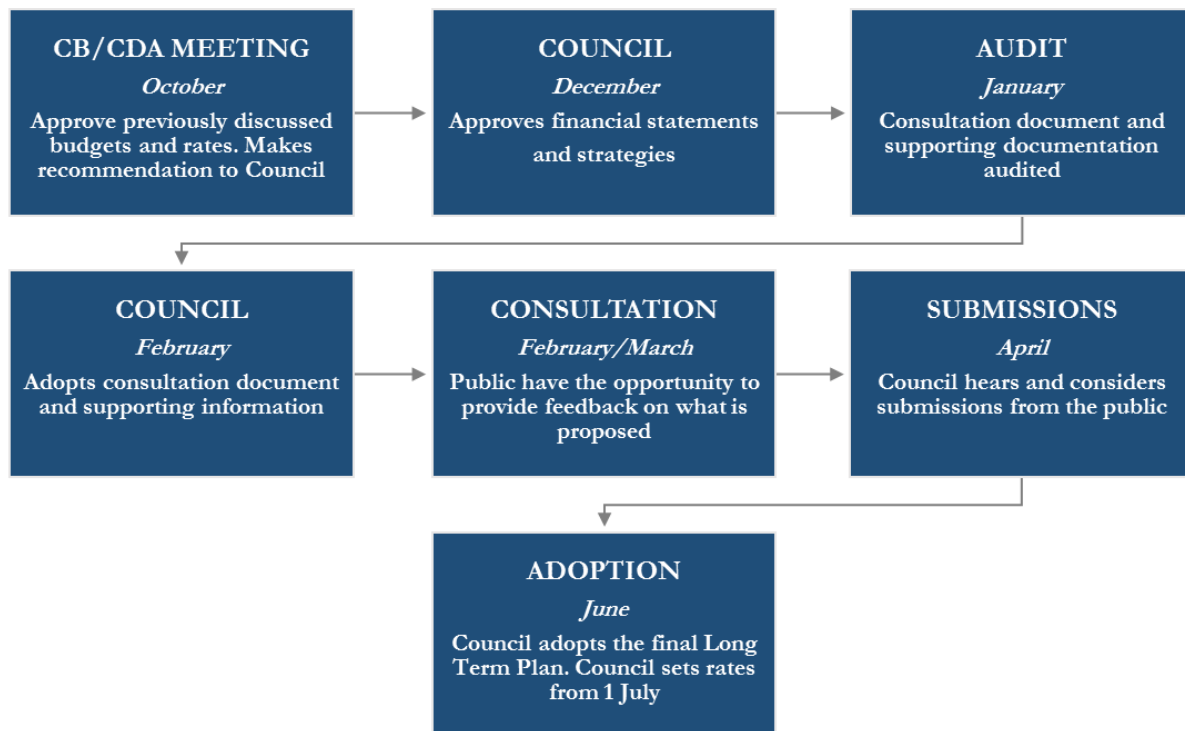 CB/CDA MEETING
October
Approve previously discussed
budgets and rates. Makes
recommendation to Council
COUNCIL
December
Approves financial statements
and strategies
AUDIT
January
Consultation document and
supporting documentation
audited
COUNCIL
February
Adopts consultation document
and supporting information
CONSULTATION
February/March
Public have the opportunity to
provide feedback on what is
proposed
SUBMISSIONS
April
Council hears and considers
submissions from the public
ADOPTION
June
Council adopts the final Long
Term Plan. Council sets rates
from 1 July